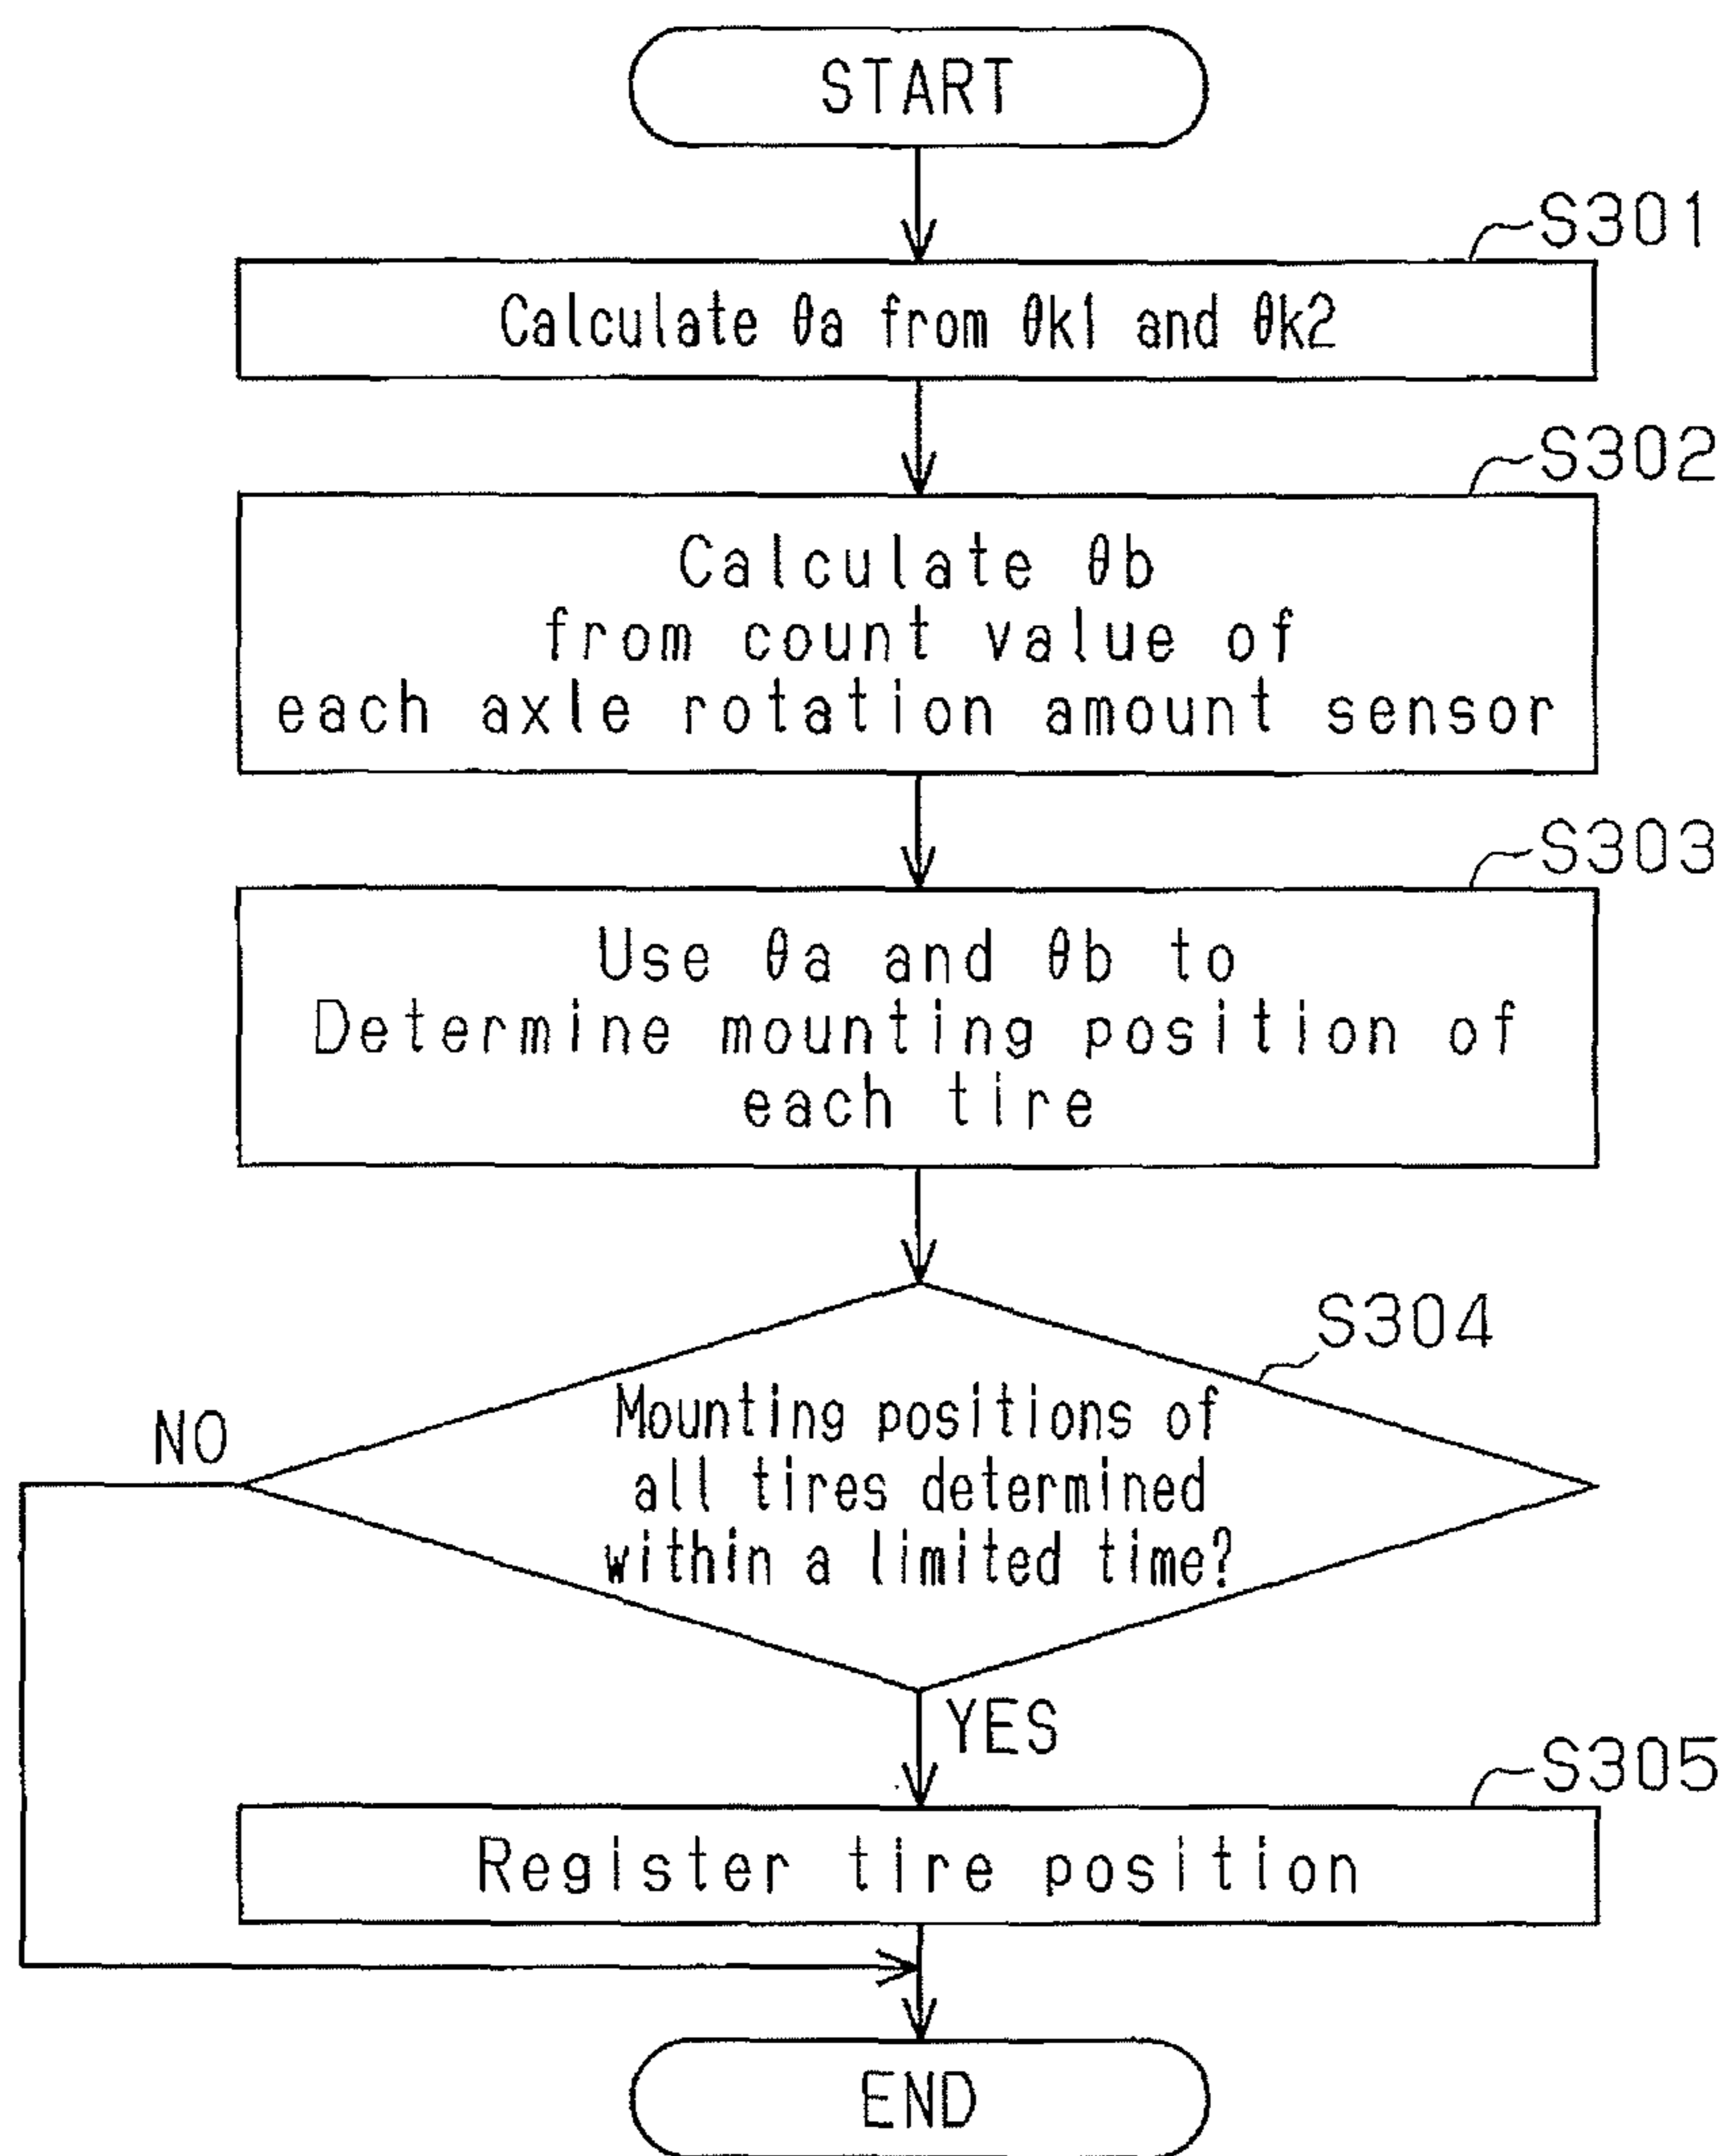 START
S301
Calculate θa from θk1 and θk2
S302
Calculate θb
from count value of
each axle rotation amount sensor
S303
Use θa and θb to
Determine mounting position of
each tire
S304
Mounting positions of
all tires determined
within a limited time?
NO
YES
S305
Register tire position
END